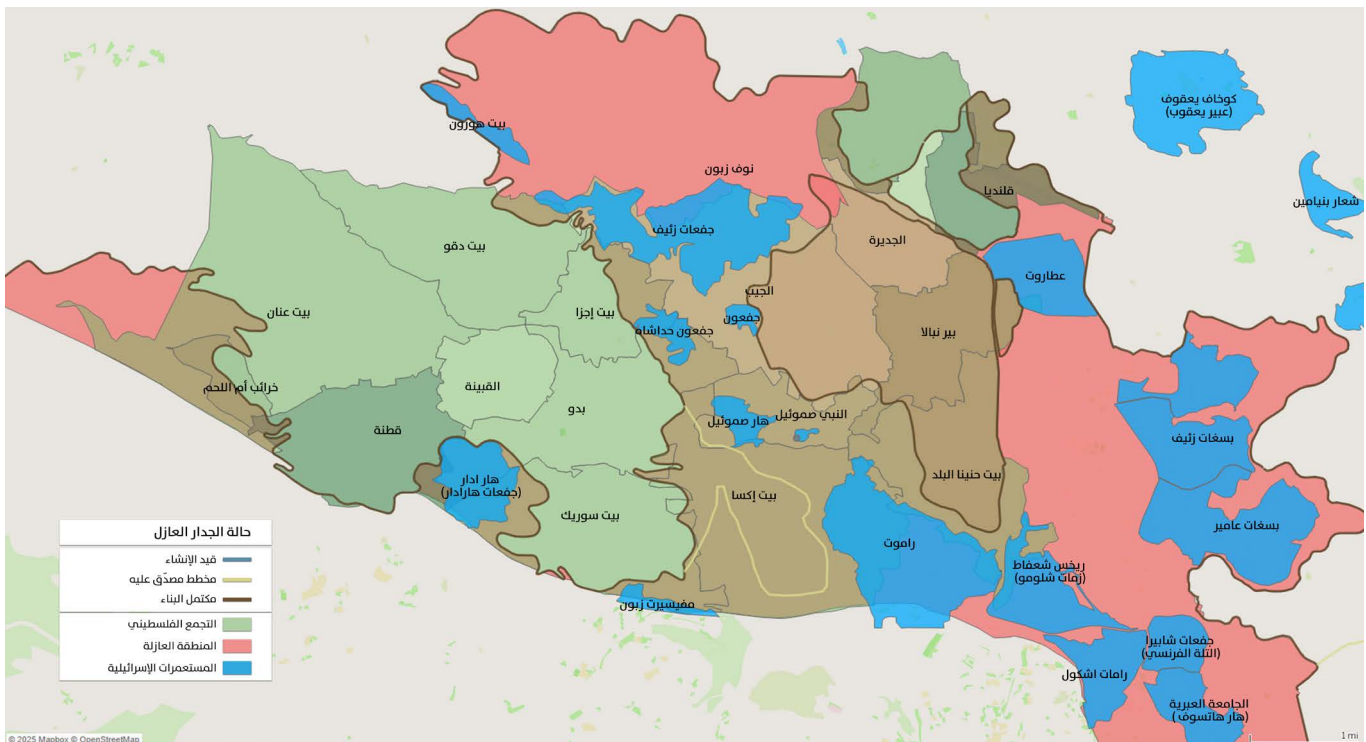 كوخاف يعقوف
(عبير يعقوب)
بيت هورون
نوف زيون
قلنديا
شعار بنيامين
جفعات زئيف
الجديرة
بيت دقو
عطاروت
الجيب
بيت عنان
بيت إجزا
جفعون
جفعون حداشاه
بير نبالا
خرائب أم اللحم
القبيبة
بدو
النبي صموئيل
هار صموئيل
قطنة
بسغات زئيف
بيت حنينا البلد
هار ادار
(جفعات هارادار)
بيت إكسا
بيت سوريك
بسغات عامير
راموت
ريخس شعفاط
(رمات شلومو)
مفيسيرت زيون
جفعات شابيرا
(التلة الفرنسي)
رامات اشكول
الجامعة العبرية
(هار هاتسوف )
حالة الجدار العازل
قيد الإنشاء
مخطط مصدّق عليه
مكتمل البناء
التجمع الفلسطيني
المنطقة العازلة
المستعمرات الإسرائيلية
© 2025 Mapbox © OpenStreetMap
1 mi